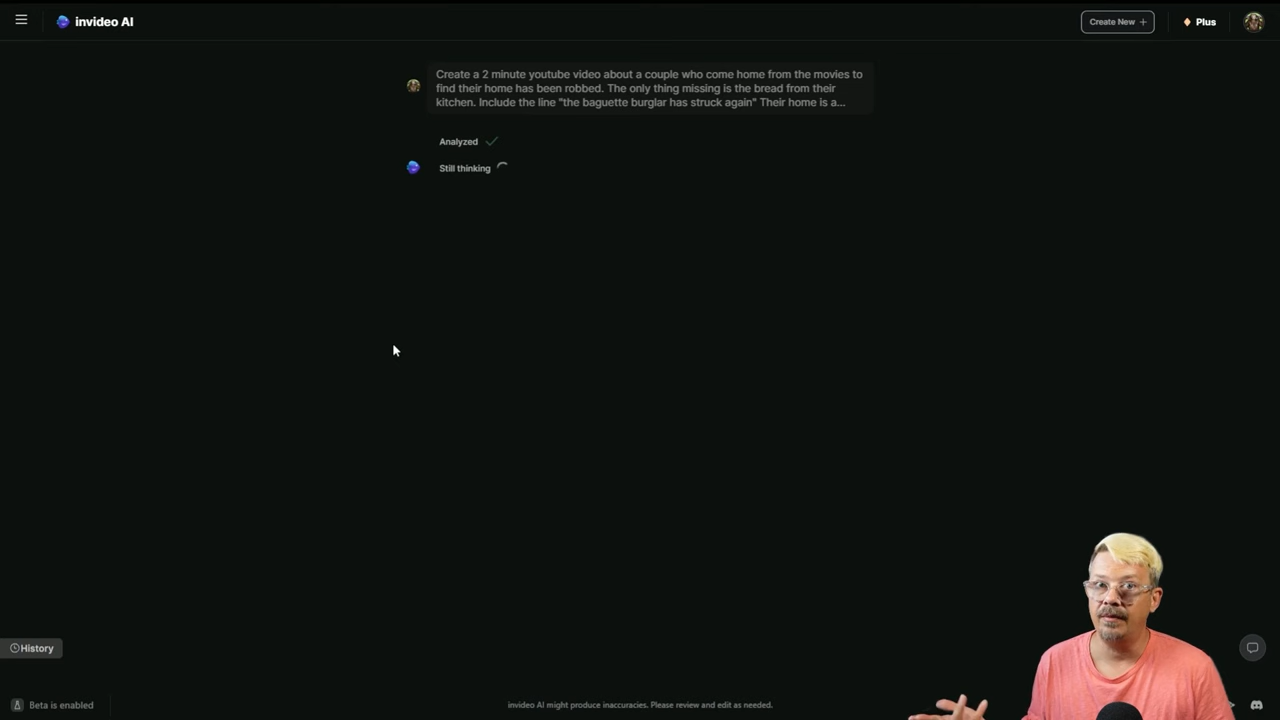 invideo AI
Create New +
Plus
Create a 2 minute youtube video about a couple who come home from the movies to
find their home has been robbed. The only thing missing is the bread from their
kitchen. Include the line "the baguette burglar has struck again" Their home is a...
Analyzed
Still thinking
History
Beta is enabled
invideo AI might produce inaccuracies. Please review and edit as needed.